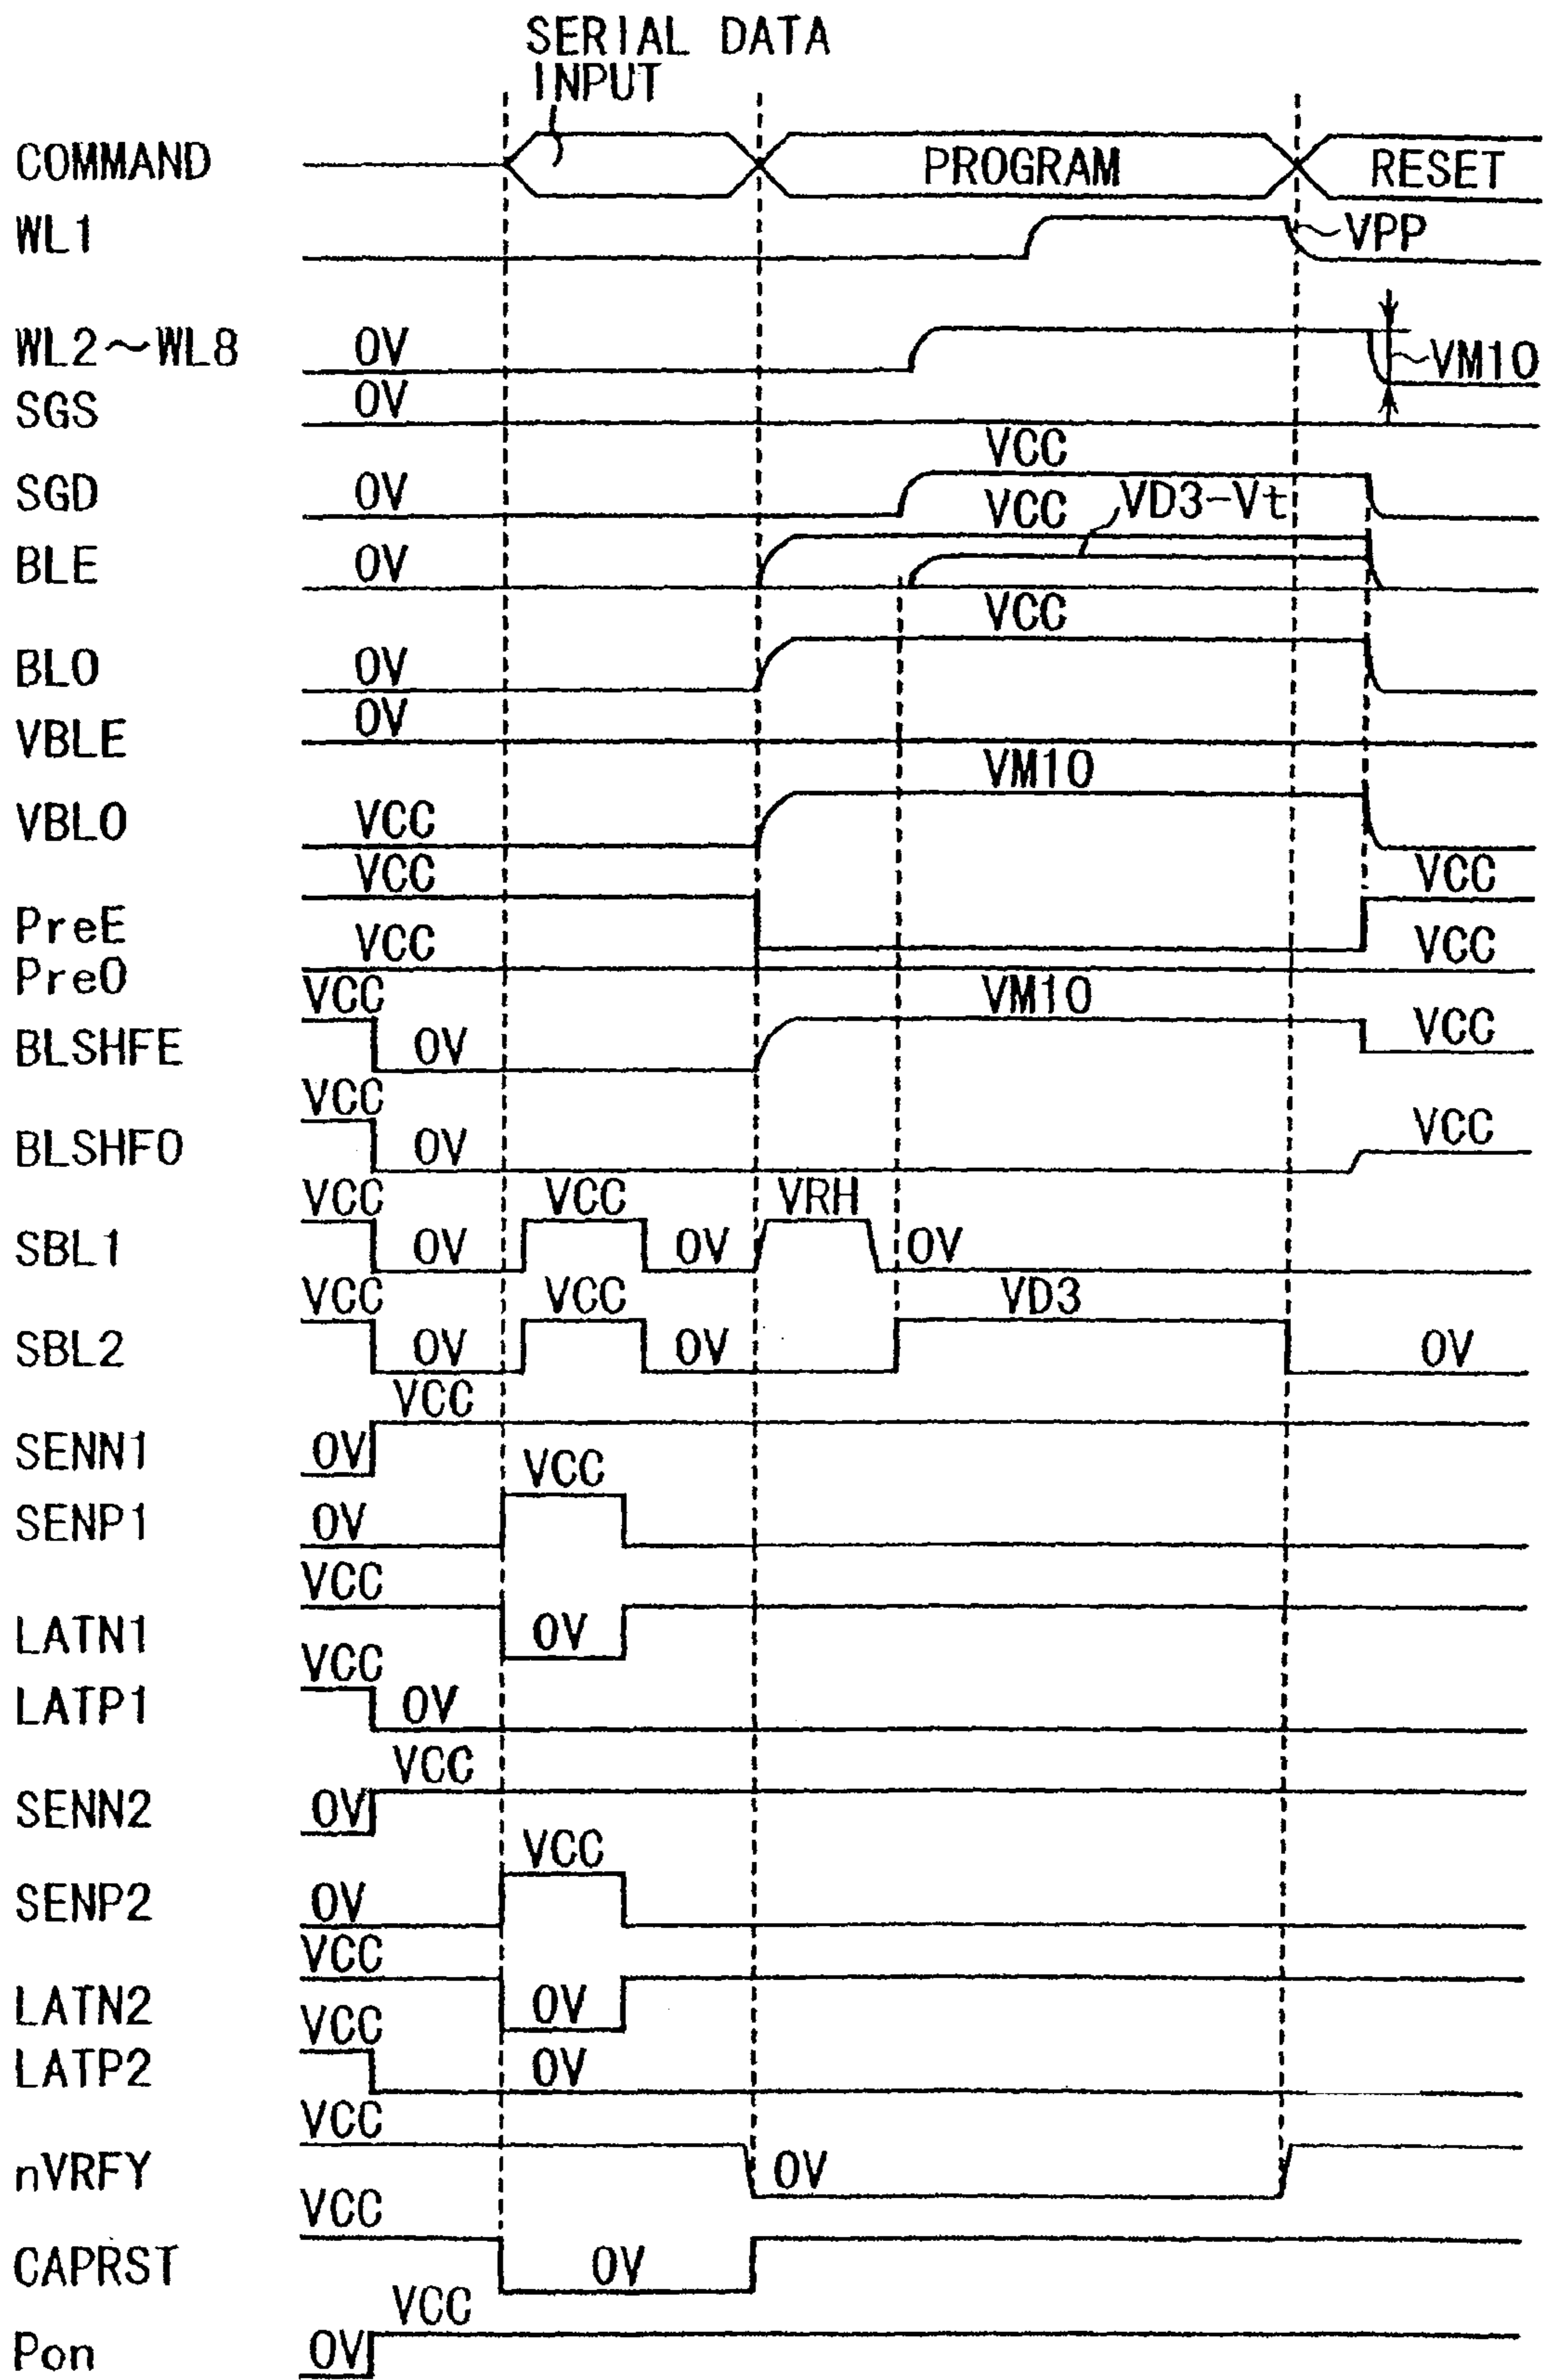 SERIAL DATA
INPUT
COMMAND PROGRAM RESET
WL1 VPP
WL2~WL8 0V VM10
SGS 0V
VCC
SGD 0V
VCC VD3-Vt
BLE 0V
VCC
BLO 0V
VBLE 0V
VM10
VBLO VCC
VCC VCC
PreE
VCC VCC
PreO
VCC VM10
BLSHFE 0V VCC
VCC
BLSHFO 0V VCC
VCC VCC VRH
SBL1 0V 0V 0V
VCC VCC VD3
SBL2 0V 0V 0V
VCC
SENN1 0V
VCC
SENP1 0V
VCC
LATN1 0V
VCC
LATP1 0V
VCC
SENN2 0V
VCC
SENP2 0V
VCC
LATN2 0V
VCC
LATP2 0V
VCC
nVRFY 0V
VCC
CAPRST 0V
VCC
Pon 0V